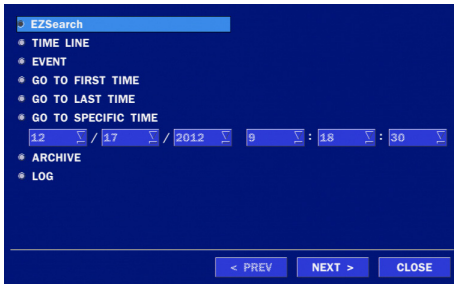 EZSearch
TIME LINE
EVENT
GO TO FIRST TIME
GO TO LAST TIME
GO TO SPECIFIC TIME
12 / 17 / 2012 9 : 18 : 30
ARCHIVE
LOG
< PREV NEXT > CLOSE